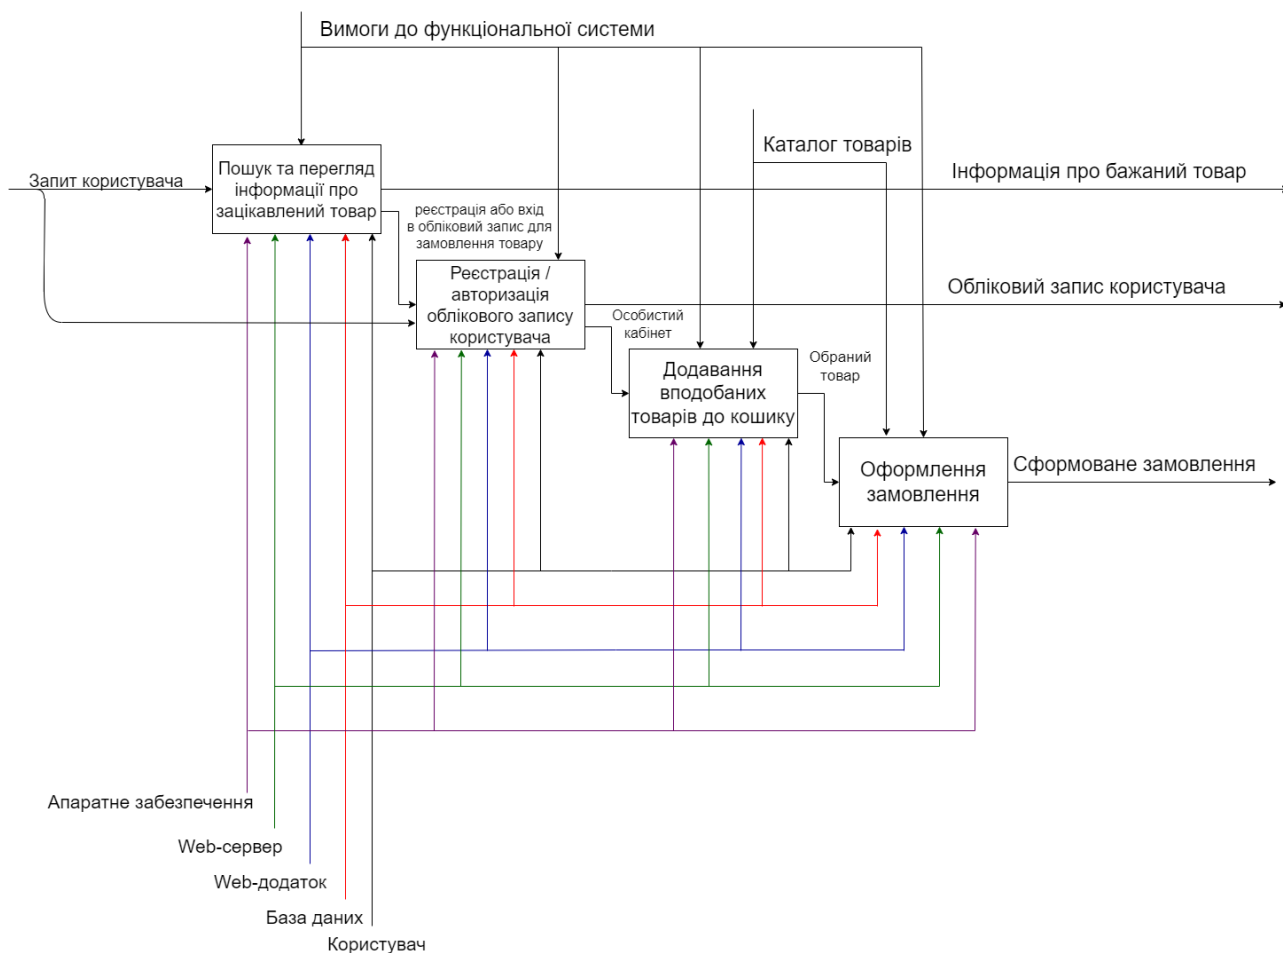 Вимоги до функціональної системи
Каталог товарів
Запит користувача
Пошук та перегляд
інформації про
зацікавлений товар
Інформація про бажаний товар
реєстрація або вхід
в обліковий запис для
замовлення товару
Реєстрація /
авторизація
облікового запису
користувача
Обліковий запис користувача
Особистий
кабінет
Додавання
вподобаних
товарів до кошику
Обраний
товар
Оформлення
замовлення
Сформоване замовлення
Апаратне забезпечення
Web-сервер
Web-додаток
База даних
Користувач